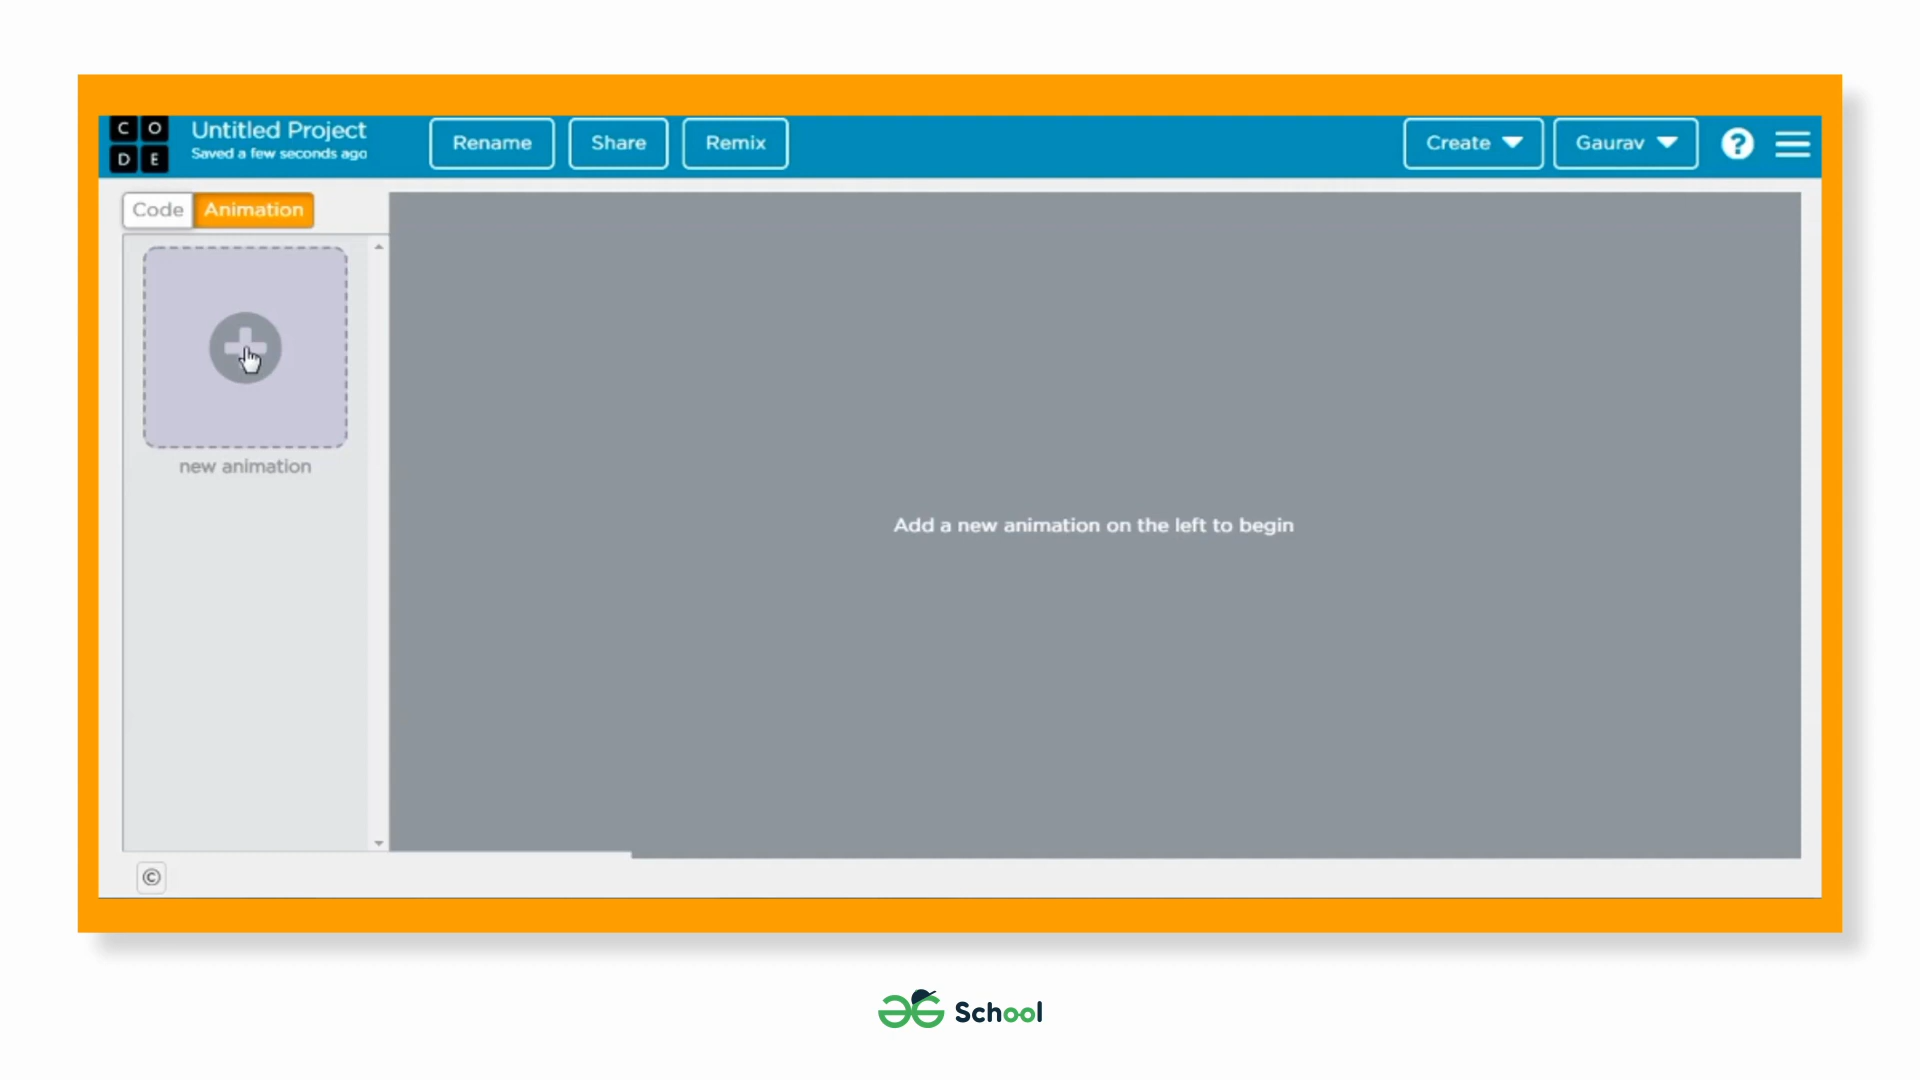 C O
D E
Untitled Project
Saved a few seconds ago
Rename
Share
Remix
Create
Gaurav
?
Code
Animation
new animation
Add a new animation on the left to begin
©
School